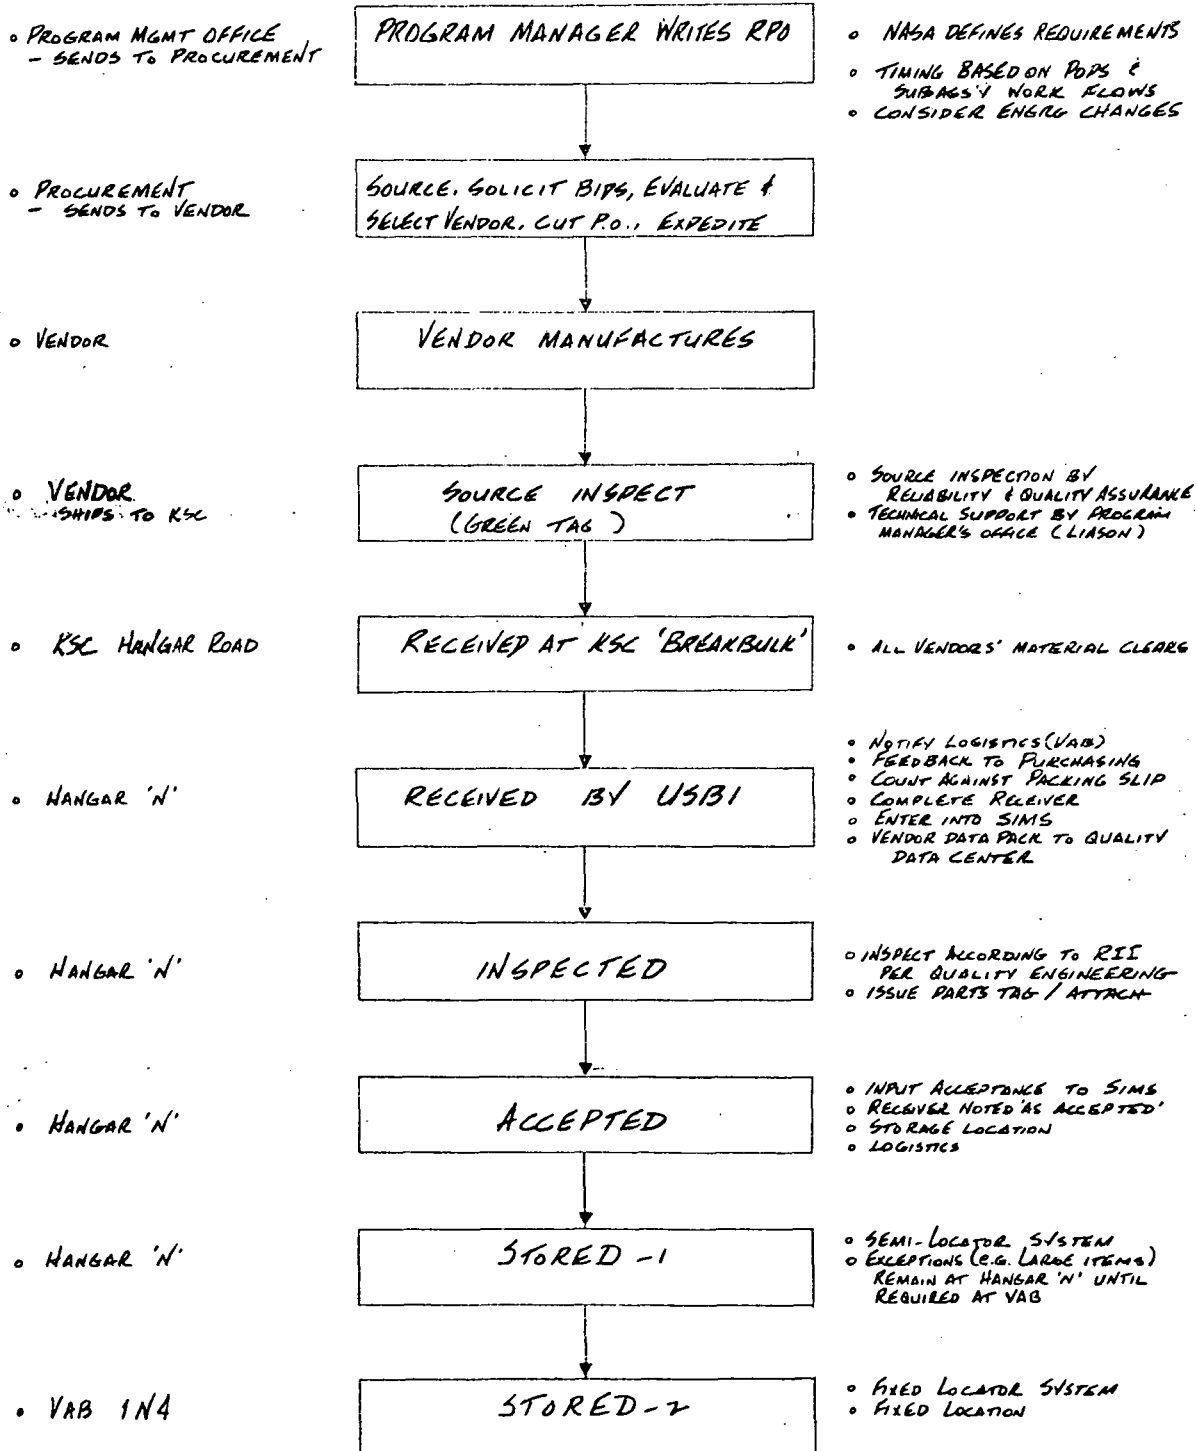 • PROGRAM MGMT OFFICE
- SENDS TO PROCUREMENT
PROGRAM MANAGER WRITES RPO
• NASA DEFINES REQUIREMENTS
• TIMING BASED ON POPS &
SUBASS'Y WORK FLOWS
• CONSIDER ENGRG CHANGES
• PROCUREMENT
- SENDS TO VENDOR
SOURCE, SOLICIT BIDS, EVALUATE &
SELECT VENDOR, CUT P.O., EXPEDITE
• VENDOR
VENDOR MANUFACTURES
• VENDOR
- SHIPS TO KSC
SOURCE INSPECT
(GREEN TAG)
• SOURCE INSPECTION BY
RELIABILITY & QUALITY ASSURANCE
• TECHNICAL SUPPORT BY PROGRAM
MANAGER'S OFFICE (LIASON)
• KSC HANGAR ROAD
RECEIVED AT KSC 'BREAKBULK'
• ALL VENDORS' MATERIAL CLEARS
• HANGAR 'N'
RECEIVED BY USBI
• NOTIFY LOGISTICS (VAB)
• FEEDBACK TO PURCHASING
• COUNT AGAINST PACKING SLIP
• COMPLETE RECEIVER
• ENTER INTO SIMS
• VENDOR DATA PACK TO QUALITY
DATA CENTER
• HANGAR 'N'
INSPECTED
• INSPECT ACCORDING TO RII
PER QUALITY ENGINEERING
• ISSUE PARTS TAG / ATTACH
• HANGAR 'N'
ACCEPTED
• INPUT ACCEPTANCE TO SIMS
• RECEIVER NOTED 'AS ACCEPTED'
• STORAGE LOCATION
• LOGISTICS
• HANGAR 'N'
STORED -1
• SEMI-LOCATOR SYSTEM
• EXCEPTIONS (e.G. LARGE ITEMS)
REMAIN AT HANGAR 'N' UNTIL
REQUIRED AT VAB
• VAB 1N4
STORED-2
• FIXED LOCATOR SYSTEM
• FIXED LOCATION